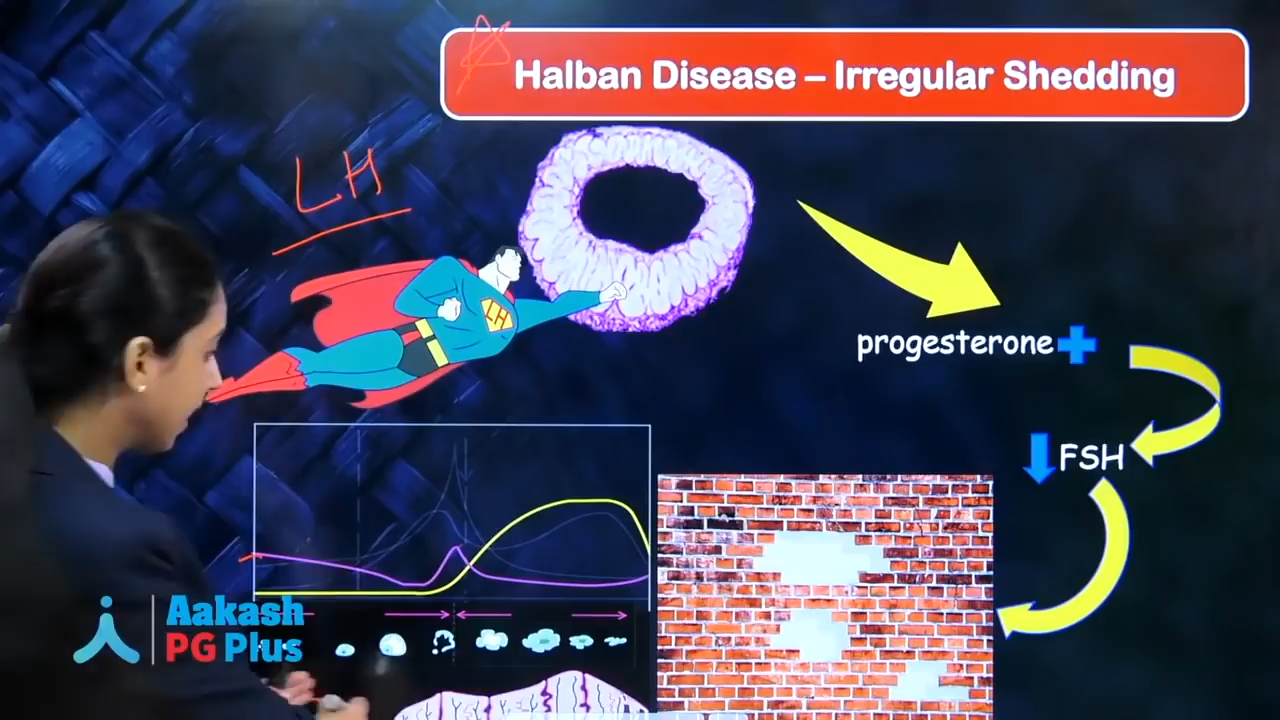 Halban Disease – Irregular Shedding
LH
LH
progesterone
FSH
Aakash
PG Plus